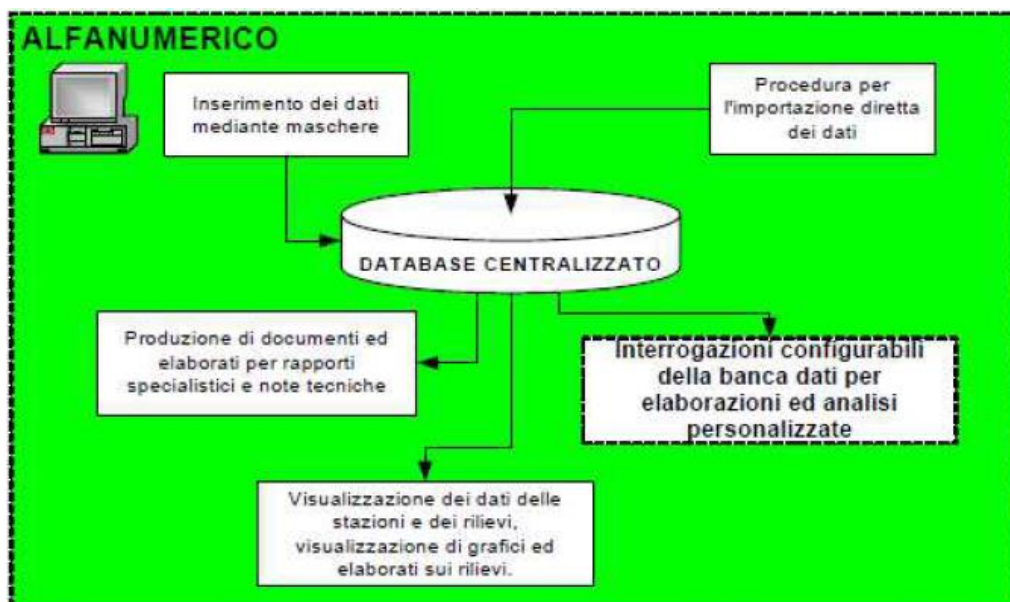 ALFANUMERICO
Inserimento dei dati
mediante maschere
Procedura per
l'importazione diretta
dei dati
DATABASE CENTRALIZZATO
Produzione di documenti ed
elaborati per rapporti
specialistici e note tecniche
Interrogazioni configurabili
della banca dati per
elaborazioni ed analisi
personalizzate
Visualizzazione dei dati delle
stazioni e dei rilievi,
visualizzazione di grafici ed
elaborati sui rilievi.